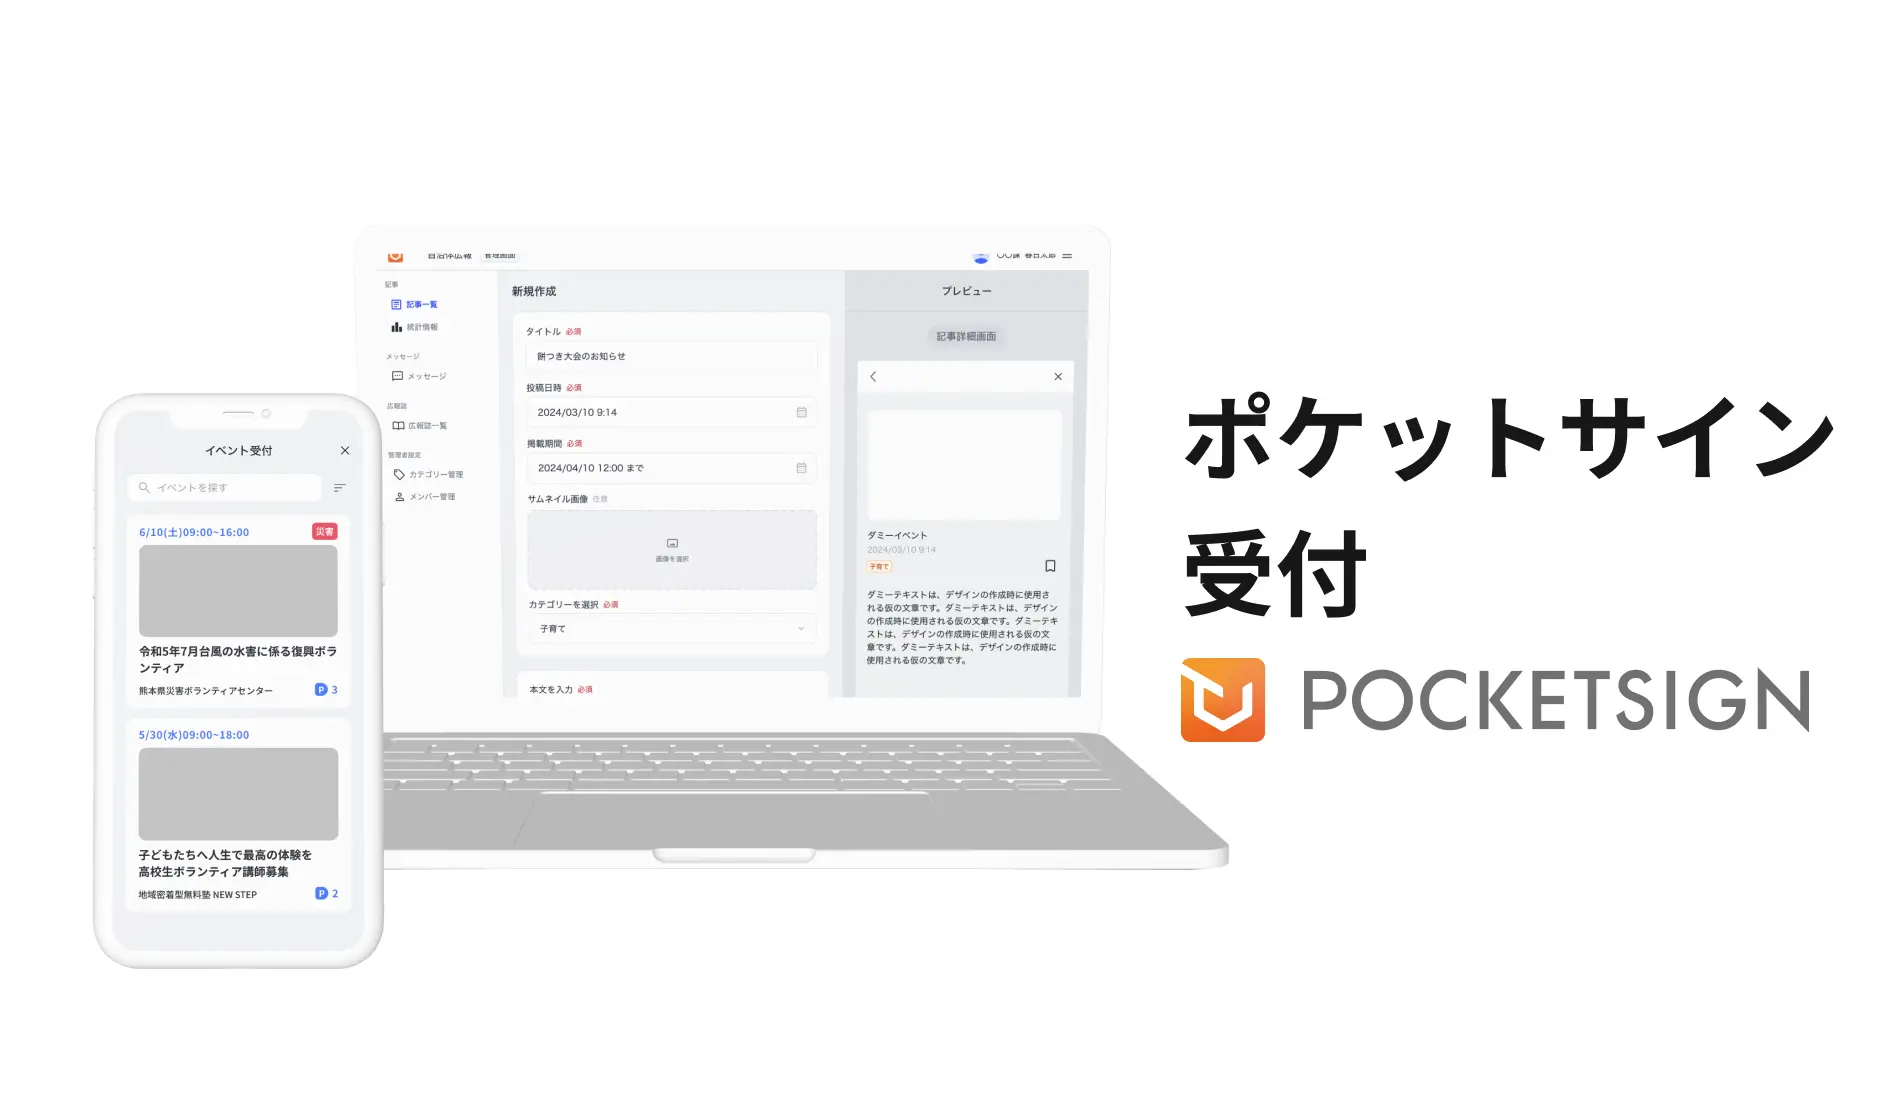 イベント受付
イベントを探す
6/10(土)09:00~16:00
災害
令和5年7月台風の水害に係る復興ボラ
ンティア
熊本県災害ボランティアセンター
P 3
5/30(水)09:00~18:00
子どもたちへ人生で最高の体験を
高校生ボランティア講師募集
地域密着型無料塾 NEW STEP
P 2
自治体広報 管理画面
〇〇課 春日太郎
記事
記事一覧
統計情報
メッセージ
メッセージ
広報誌
広報誌一覧
管理者設定
カテゴリー管理
メンバー管理
新規作成
タイトル 必須
餅つき大会のお知らせ
投稿日時 必須
2024/03/10 9:14
掲載期間 必須
2024/04/10 12:00 まで
サムネイル画像 任意
画像を選択
カテゴリーを選択 必須
子育て
本文を入力 必須
プレビュー
記事詳細画面
ダミーイベント
2024/03/10 9:14
子育て
ダミーテキストは、デザインの作成時に使用さ
れる仮の文章です。ダミーテキストは、デザイン
の作成時に使用される仮の文章です。ダミーテキ
ストは、デザインの作成時に使用される仮の文
章です。ダミーテキストは、デザインの作成時に
使用される仮の文章です。
ポケットサイン
受付
POCKETSIGN